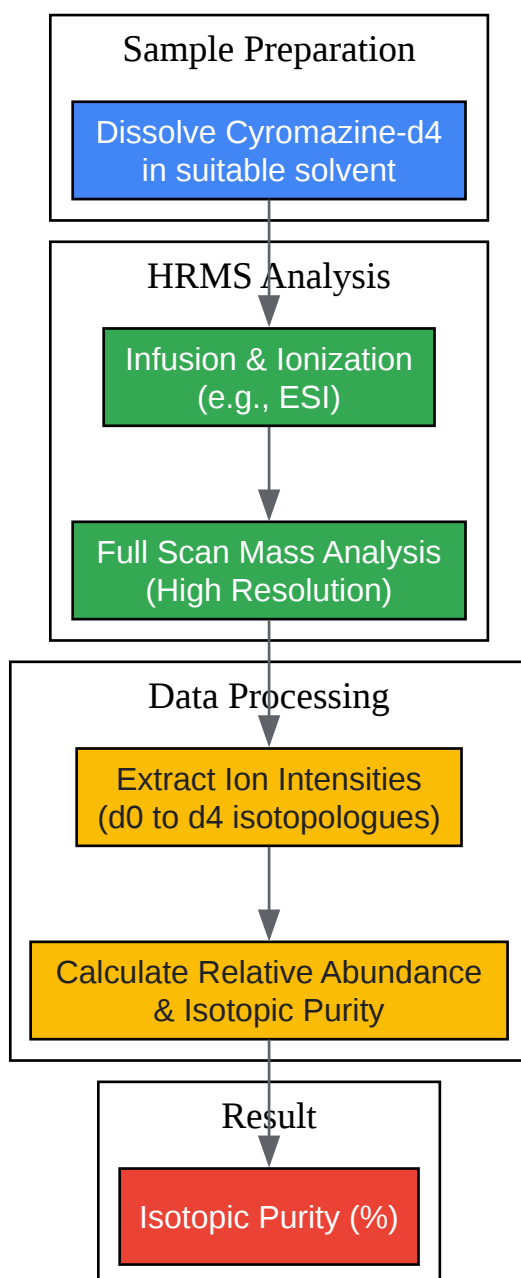 Sample Preparation
Dissolve Cyromazine-d4
in suitable solvent
HRMS Analysis
Infusion & Ionization
(e.g., ESI)
Full Scan Mass Analysis
(High Resolution)
Data Processing
Extract Ion Intensities
(d0 to d4 isotopologues)
Calculate Relative Abundance
& Isotopic Purity
Result
Isotopic Purity (%)